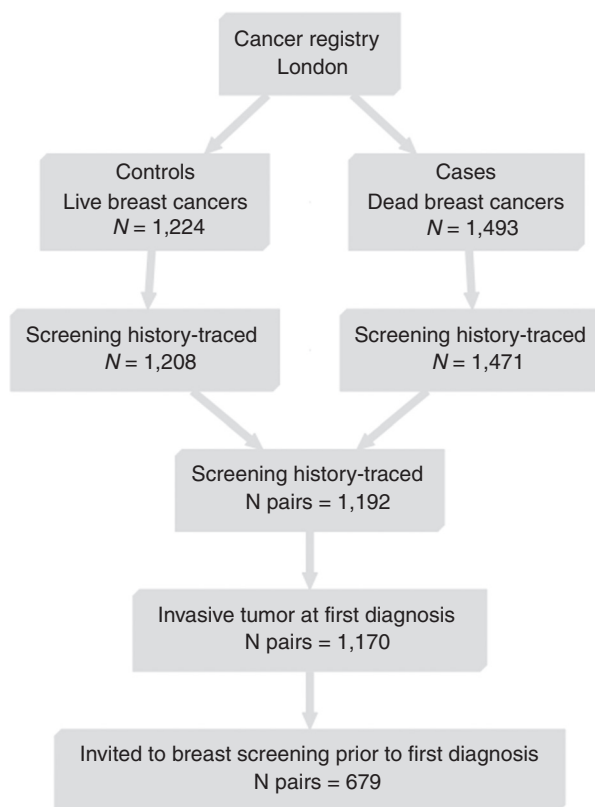 Cancer registry
London
Controls
Live breast cancers
N = 1,224
Cases
Dead breast cancers
N = 1,493
Screening history-traced
N = 1,208
Screening history-traced
N = 1,471
Screening history-traced
N pairs = 1,192
Invasive tumor at first diagnosis
N pairs = 1,170
Invited to breast screening prior to first diagnosis
N pairs = 679